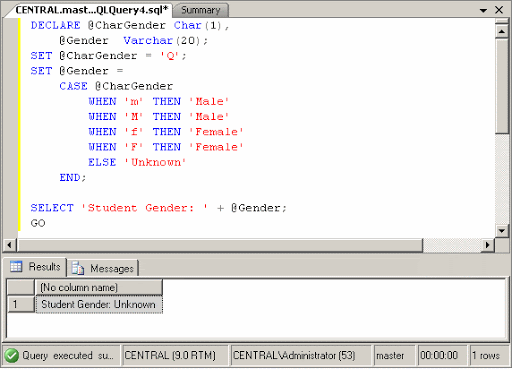 CENTRAL.mast...QLQuery4.sql* Summary
DECLARE @CharGender Char(1),
@Gender Varchar(20);
SET @CharGender = 'Q';
SET @Gender =
CASE @CharGender
WHEN 'm' THEN 'Male'
WHEN 'M' THEN 'Male'
WHEN 'f' THEN 'Female'
WHEN 'F' THEN 'Female'
ELSE 'Unknown'
END;
SELECT 'Student Gender: ' + @Gender;
GO
Results Messages
(No column name)
1 Student Gender: Unknown
Query executed su... CENTRAL (9.0 RTM) CENTRAL\Administrator (53) master 00:00:00 1 rows